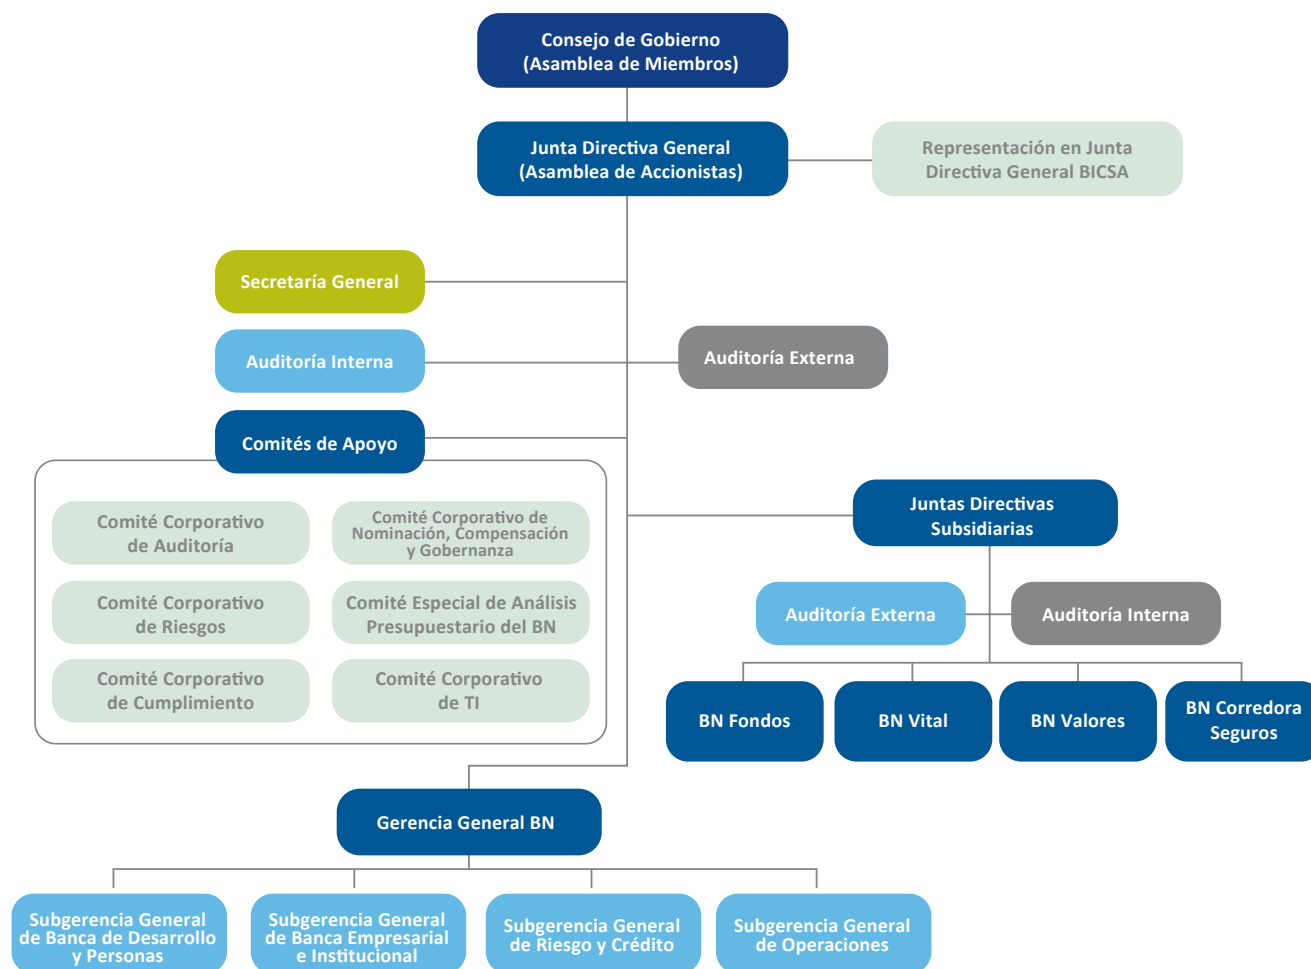 Consejo de Gobierno
(Asamblea de Miembros)
Junta Directiva General
(Asamblea de Accionistas)
Representación en Junta
Directiva General BICSA
Secretaría General
Auditoría Interna
Auditoría Externa
Comités de Apoyo
Comité Corporativo
de Auditoría
Comité Corporativo de
Nominación, Compensación
y Gobernanza
Comité Corporativo
de Riesgos
Comité Especial de Análisis
Presupuestario del BN
Comité Corporativo
de Cumplimiento
Comité Corporativo
de TI
Juntas Directivas
Subsidiarias
Auditoría Externa
Auditoría Interna
BN Fondos
BN Vital
BN Valores
BN Corredora
Seguros
Gerencia General BN
Subgerencia General
de Banca de Desarrollo
y Personas
Subgerencia General
de Banca Empresarial
e Institucional
Subgerencia General
de Riesgo y Crédito
Subgerencia General
de Operaciones